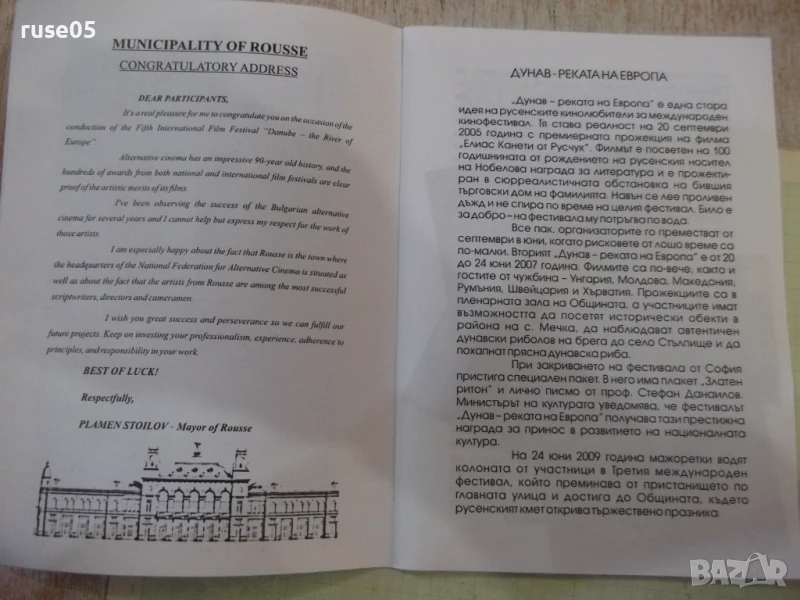 ruse05
MUNICIPALITY OF ROUSSE
CONGRATULATORY ADDRESS
DEAR PARTICIPANTS,
It's a real pleasure for me to congratulate you on the occasion of the
conduction of the Fifth International Film Festival "Danube – the River of
Europe"
Alternative cinema has an impressive 90-year old history, and the
hundreds of awards from both national and international film festivals are clear
proof of the artistic merits of its films.
I've been observing the success of the Bulgarian alternative
cinema for several years and I cannot help but express my respect for the work of
those artists.
I am especially happy about the fact that Rousse is the town where
the headquarters of the National Federation for Alternative Cinema is situated as
well as about the fact that the artists from Rousse are among the most successful
scriptwriters, directors and cameramen.
I wish you great success and perseverance so we can fulfill our
future projects. Keep on investing your professionalism, experience, adherence to
principles, and responsibility in your work.
BEST OF LUCK!
Respectfully,
PLAMEN STOILOV - Mayor of Rousse
ДУНАВ – РЕКАТА НА ЕВРОПА
„Дунав – реката на Европа" е една стара
идея на русенските кинолюбители за международен
кинофестивал. Тя става реалност на 20 септември
2005 година с премиерната прожекция на филма
„Елиас Канети от Русчук". Филмът е посветен на 100
годишнината от рождението на русенския носител
на Нобелова награда за литература и е прожекти-
ран в сюрреалистичната обстановка на бившия
търговски дом на фамилията. Навън се лее проливен
дъжд и не спира по време на целия фестивал. Било е
за добро – на фестивала му потръгва по вода.
Все пак, организаторите го преместват от
септември в юни, когато рисковете от лошо време са
по-малки. Вторият „Дунав – реката на Европа" е от 20
до 24 юни 2007 година. Филмите са по-вече, както и
гостите от чужбина – Унгария, Молдова, Македония,
Румъния, Швейцария и Хърватия. Прожекциите са в
пленарната зала на Общината, а участниците имат
възможността да посетят исторически обекти в
района на с. Мечка, да наблюдават автентичен
дунавски риболов на брега до село Стълпище и да
похапнат прясна дунавска риба.
При закриването на фестивала от София
пристига специален пакет. В него има плакет „Златен
ритон" и лично писмо от проф. Стефан Данаилов.
Министърът на културата уведомява, че фестивалът
„Дунав – реката на Европа" получава тази престижна
награда за принос в развитието на националната
култура.
На 24 юни 2009 година мажоретки водят
колоната от участници в Третия международен
фестивал, който преминава от пристанището по
главната улица и достига до Общината, където
русенският кмет открива тържествено празника.
BAZAR